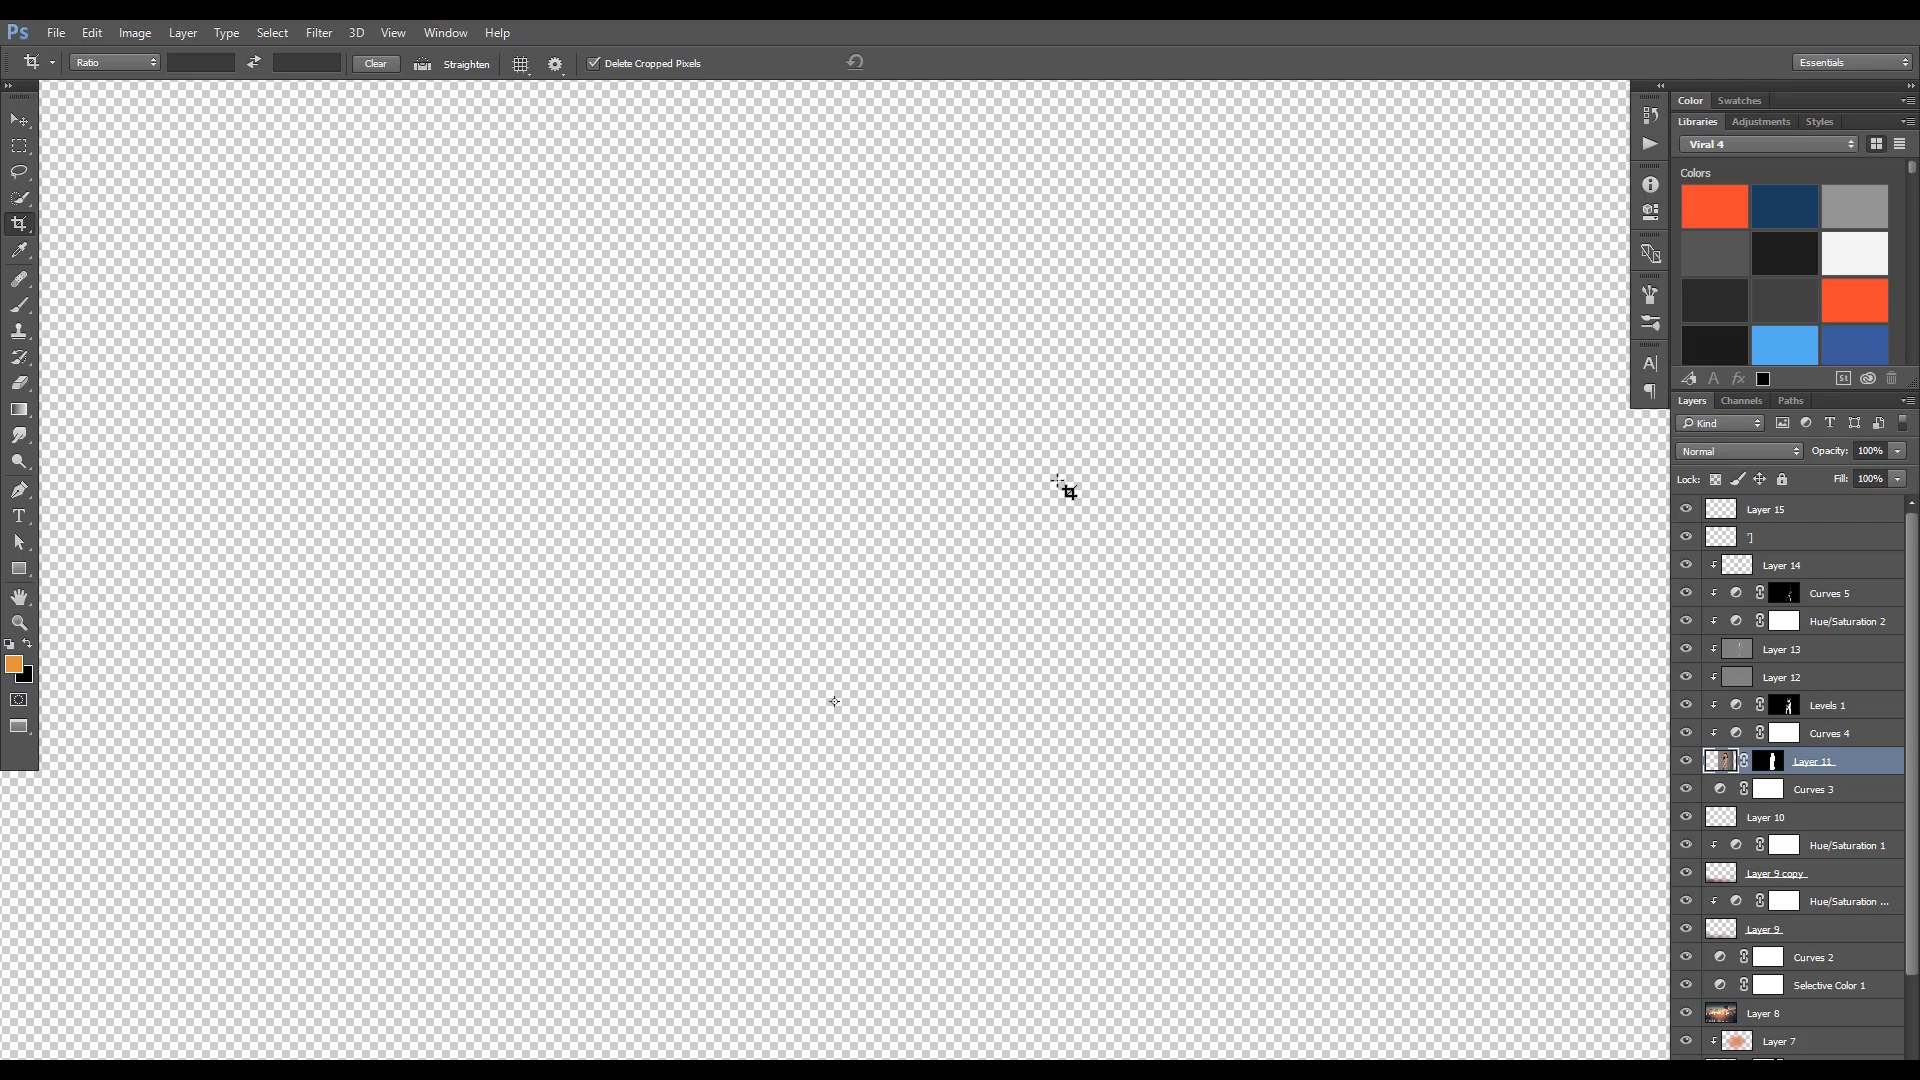 Ps File Edit Image Layer Type Select Filter 3D View Window Help
Ratio Clear Straighten Delete Cropped Pixels Essentials
Color Swatches
Libraries Adjustments Styles
Viral 4
Colors
A fx St
Layers Channels Paths
Kind T
Normal Opacity: 100%
Lock: Fill: 100%
Layer 15
']
Layer 14
Curves 5
Hue/Saturation 2
Layer 13
Layer 12
Levels 1
Curves 4
Layer 11
Curves 3
Layer 10
Hue/Saturation 1
Layer 9 copy
Hue/Saturation ...
Layer 9
Curves 2
Selective Color 1
Layer 8
Layer 7